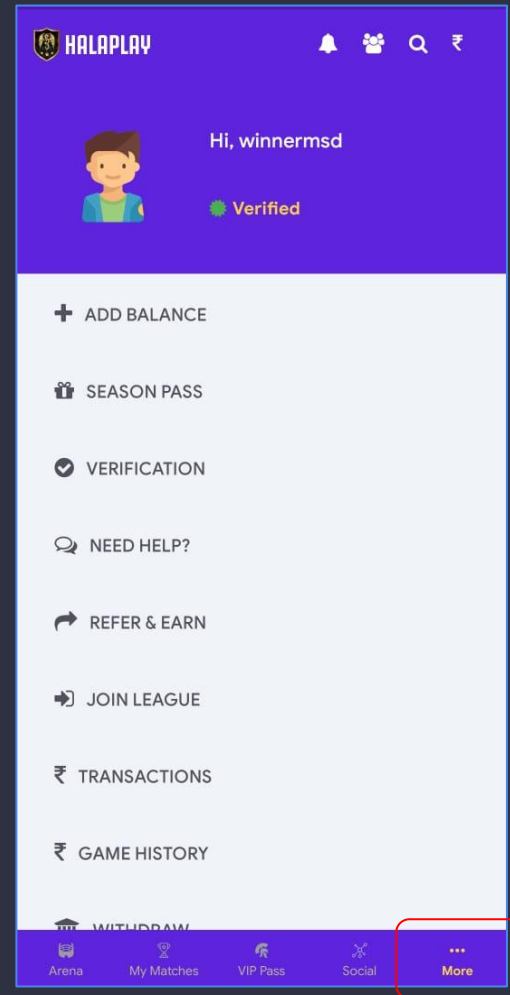 HALAPLAY
₹
Hi, winnermsd
Verified
ADD BALANCE
SEASON PASS
VERIFICATION
NEED HELP?
REFER & EARN
JOIN LEAGUE
₹ TRANSACTIONS
₹ GAME HISTORY
WITHDRAW
Arena My Matches VIP Pass Social More